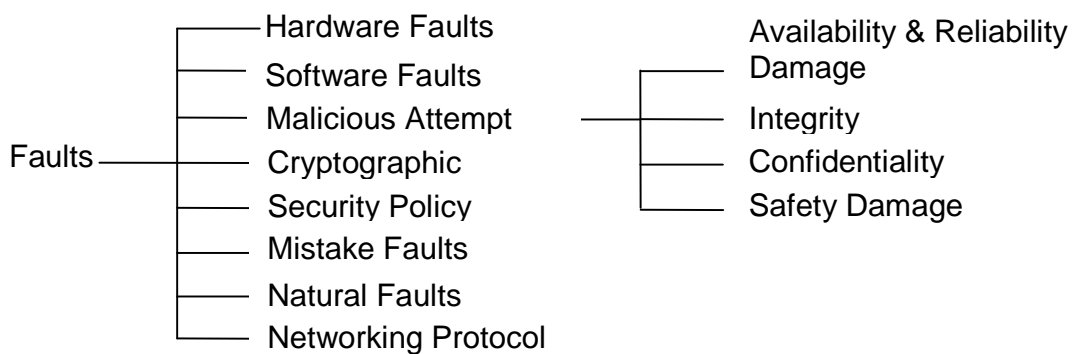 Faults
Hardware Faults
Software Faults
Malicious Attempt
Cryptographic
Security Policy
Mistake Faults
Natural Faults
Networking Protocol
Availability & Reliability
Damage
Integrity
Confidentiality
Safety Damage